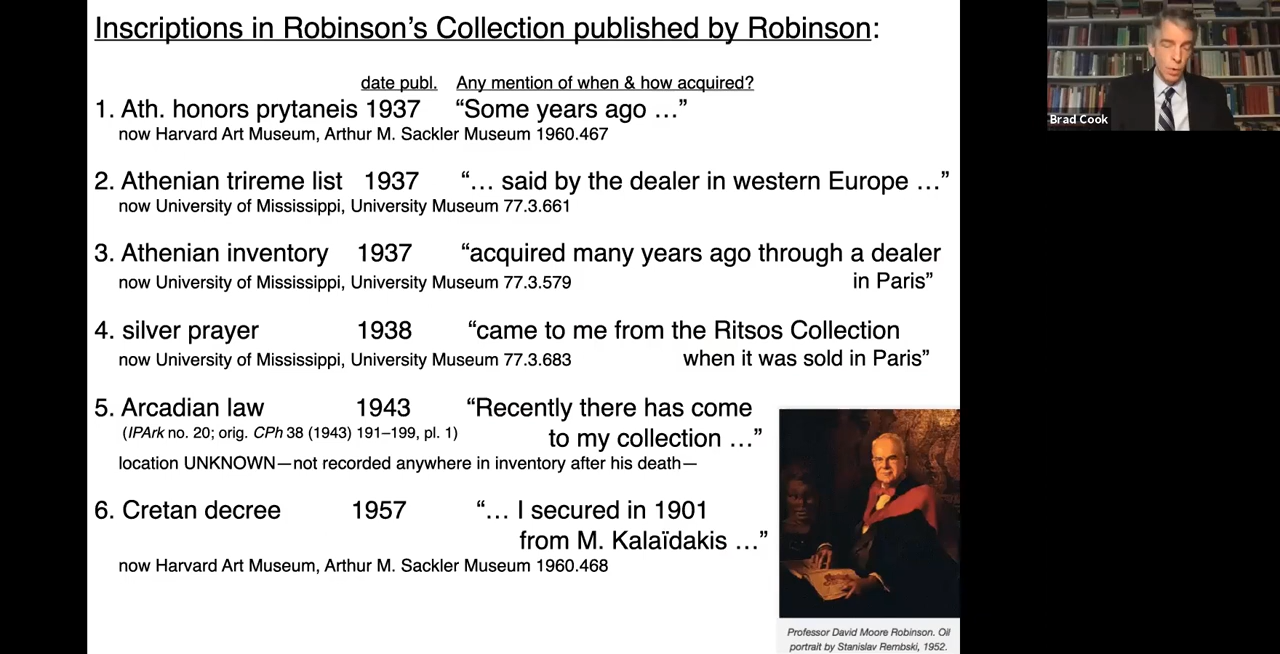 Inscriptions in Robinson’s Collection published by Robinson:
date publ. Any mention of when & how acquired?
1. Ath. honors prytaneis 1937 “Some years ago …”
now Harvard Art Museum, Arthur M. Sackler Museum 1960.467
2. Athenian trireme list 1937 “… said by the dealer in western Europe …”
now University of Mississippi, University Museum 77.3.661
3. Athenian inventory 1937 “acquired many years ago through a dealer
in Paris”
now University of Mississippi, University Museum 77.3.579
4. silver prayer 1938 “came to me from the Ritsos Collection
when it was sold in Paris”
now University of Mississippi, University Museum 77.3.683
5. Arcadian law 1943 “Recently there has come
to my collection …”
(IPArk no. 20; orig. CPh 38 (1943) 191–199, pl. 1)
location UNKNOWN—not recorded anywhere in inventory after his death—
6. Cretan decree 1957 “… I secured in 1901
from M. Kalaïdakis …”
now Harvard Art Museum, Arthur M. Sackler Museum 1960.468
Professor David Moore Robinson. Oil
portrait by Stanislav Rembski, 1952.
Brad Cook